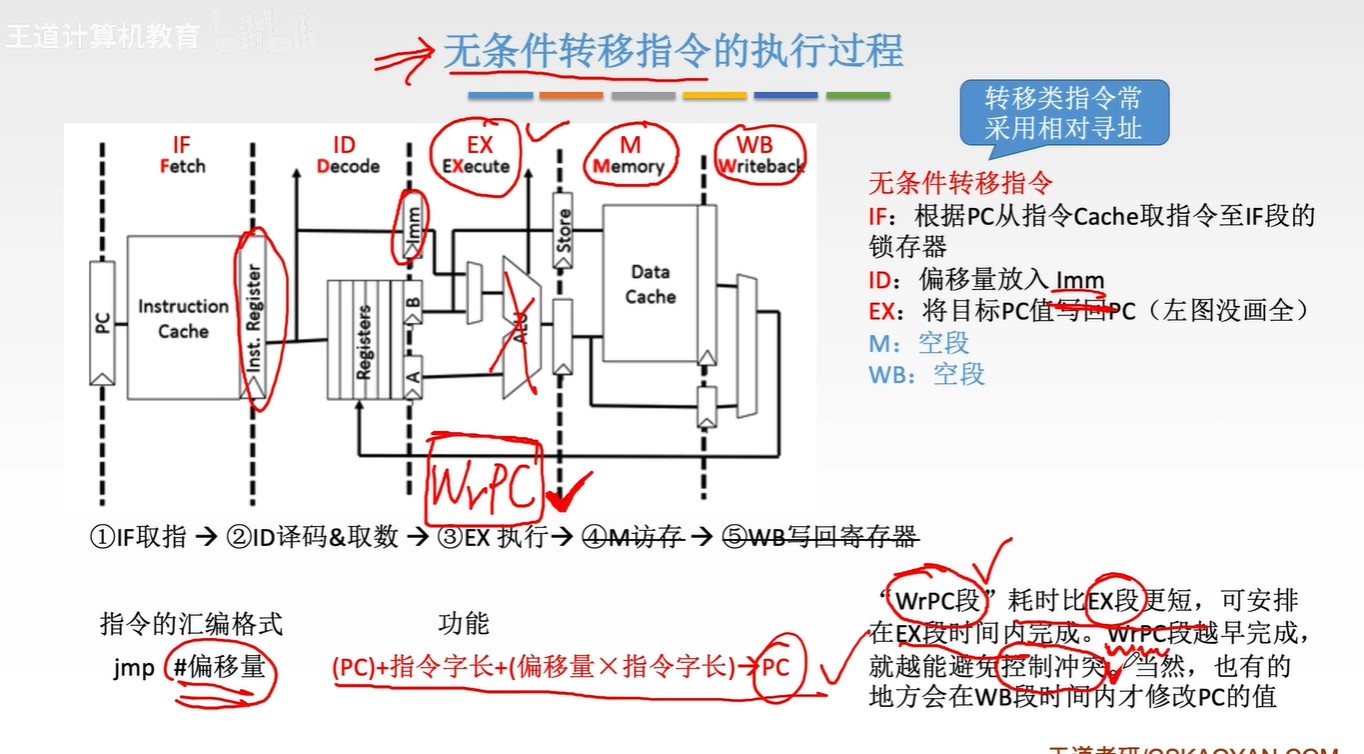 王道计算机教育 bilibili
无条件转移指令的执行过程
转移类指令常
采用相对寻址
IF ID EX M WB
Fetch Decode EXecute Memory Writeback
PC
Instruction
Cache
Inst. Register
Registers
Imm
B
A
ALU
Store
Data
Cache
WrPC
无条件转移指令
IF：根据PC从指令Cache取指令至IF段的
锁存器
ID：偏移量放入 Imm
EX：将目标PC值写回PC（左图没画全）
M：空段
WB：空段
①IF取指 → ②ID译码&取数 → ③EX 执行→ ④M访存 → ⑤WB写回寄存器
指令的汇编格式 功能
jmp #偏移量 (PC)+指令字长+(偏移量×指令字长)→PC
“WrPC段”耗时比EX段更短，可安排
在EX段时间内完成。WrPC段越早完成，
就越能避免控制冲突。当然，也有的
地方会在WB段时间内才修改PC的值
王道考研/CSKAOYAN.COM